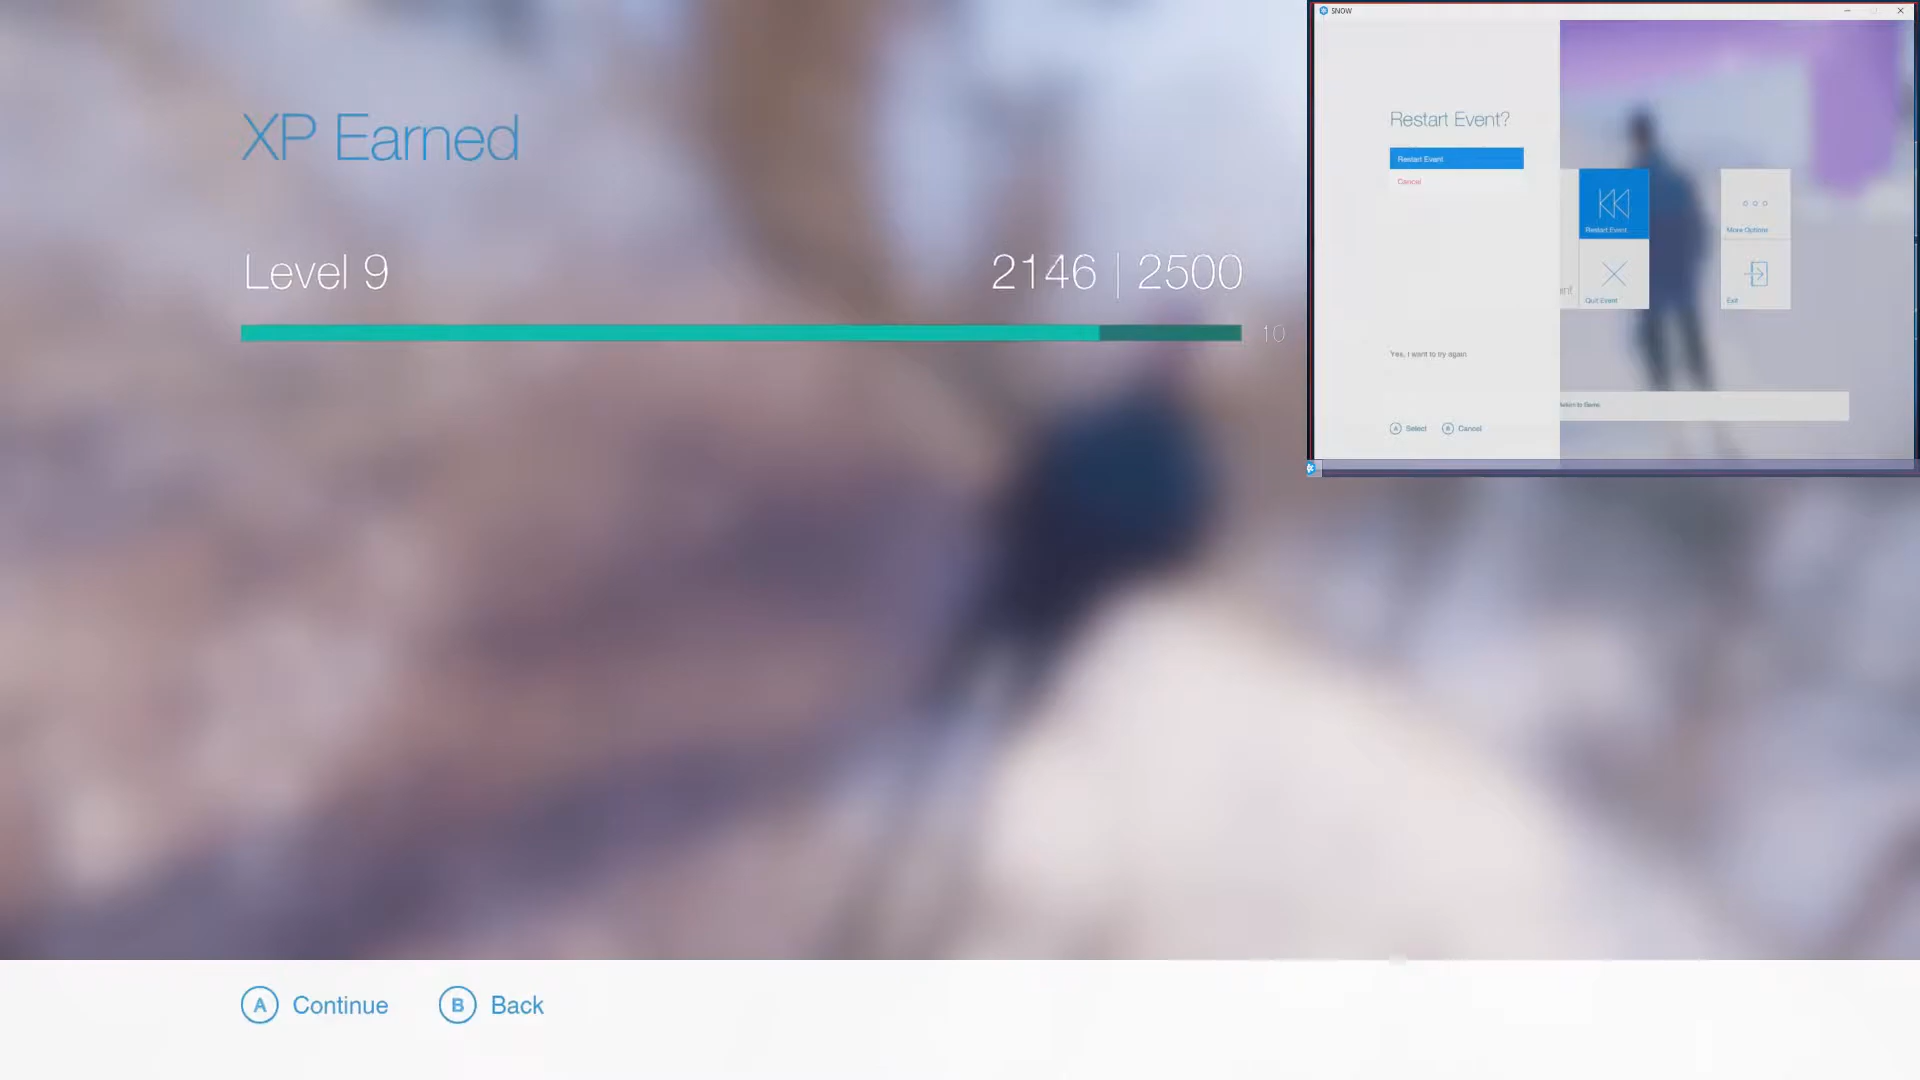 XP Earned
Level 9
2146 | 2500
10
A Continue
B Back
SNOW
Restart Event?
Restart Event
Cancel
Restart Event
More Options
Quit Event
Exit
Yes, I want to try again
A Select
B Cancel